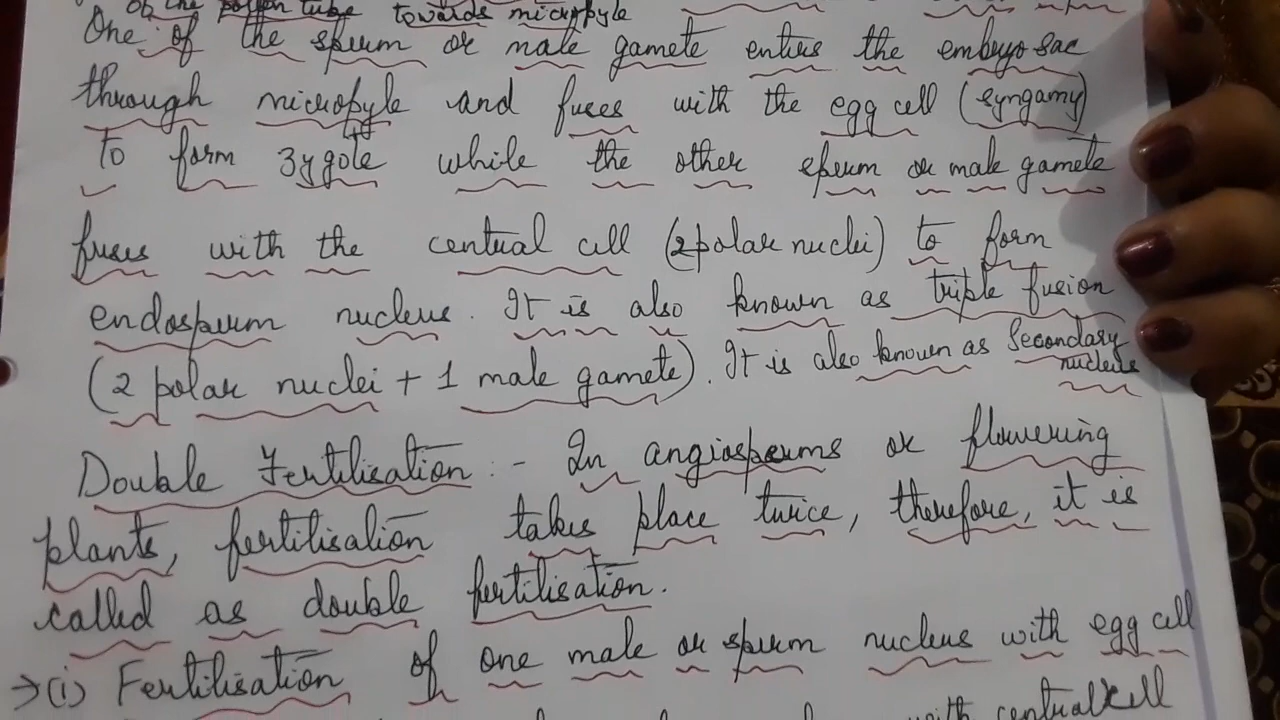 of the pollen tube towards micropyle
One of the sperm or male gamete enters the embryo sac
through micropyle and fuses with the egg cell (syngamy)
to form zygote while the other sperm or male gamete
fuses with the central cell (2 polar nuclei) to form
endosperm nucleus. It is also known as triple fusion
(2 polar nuclei + 1 male gamete). It is also known as Secondary
nucleus
Double Fertilisation :- In angiosperms or flowering
plants, fertilisation takes place twice, therefore, it is
called as double fertilisation.
→ (i) Fertilisation of one male or sperm nucleus with egg cell
with central cell